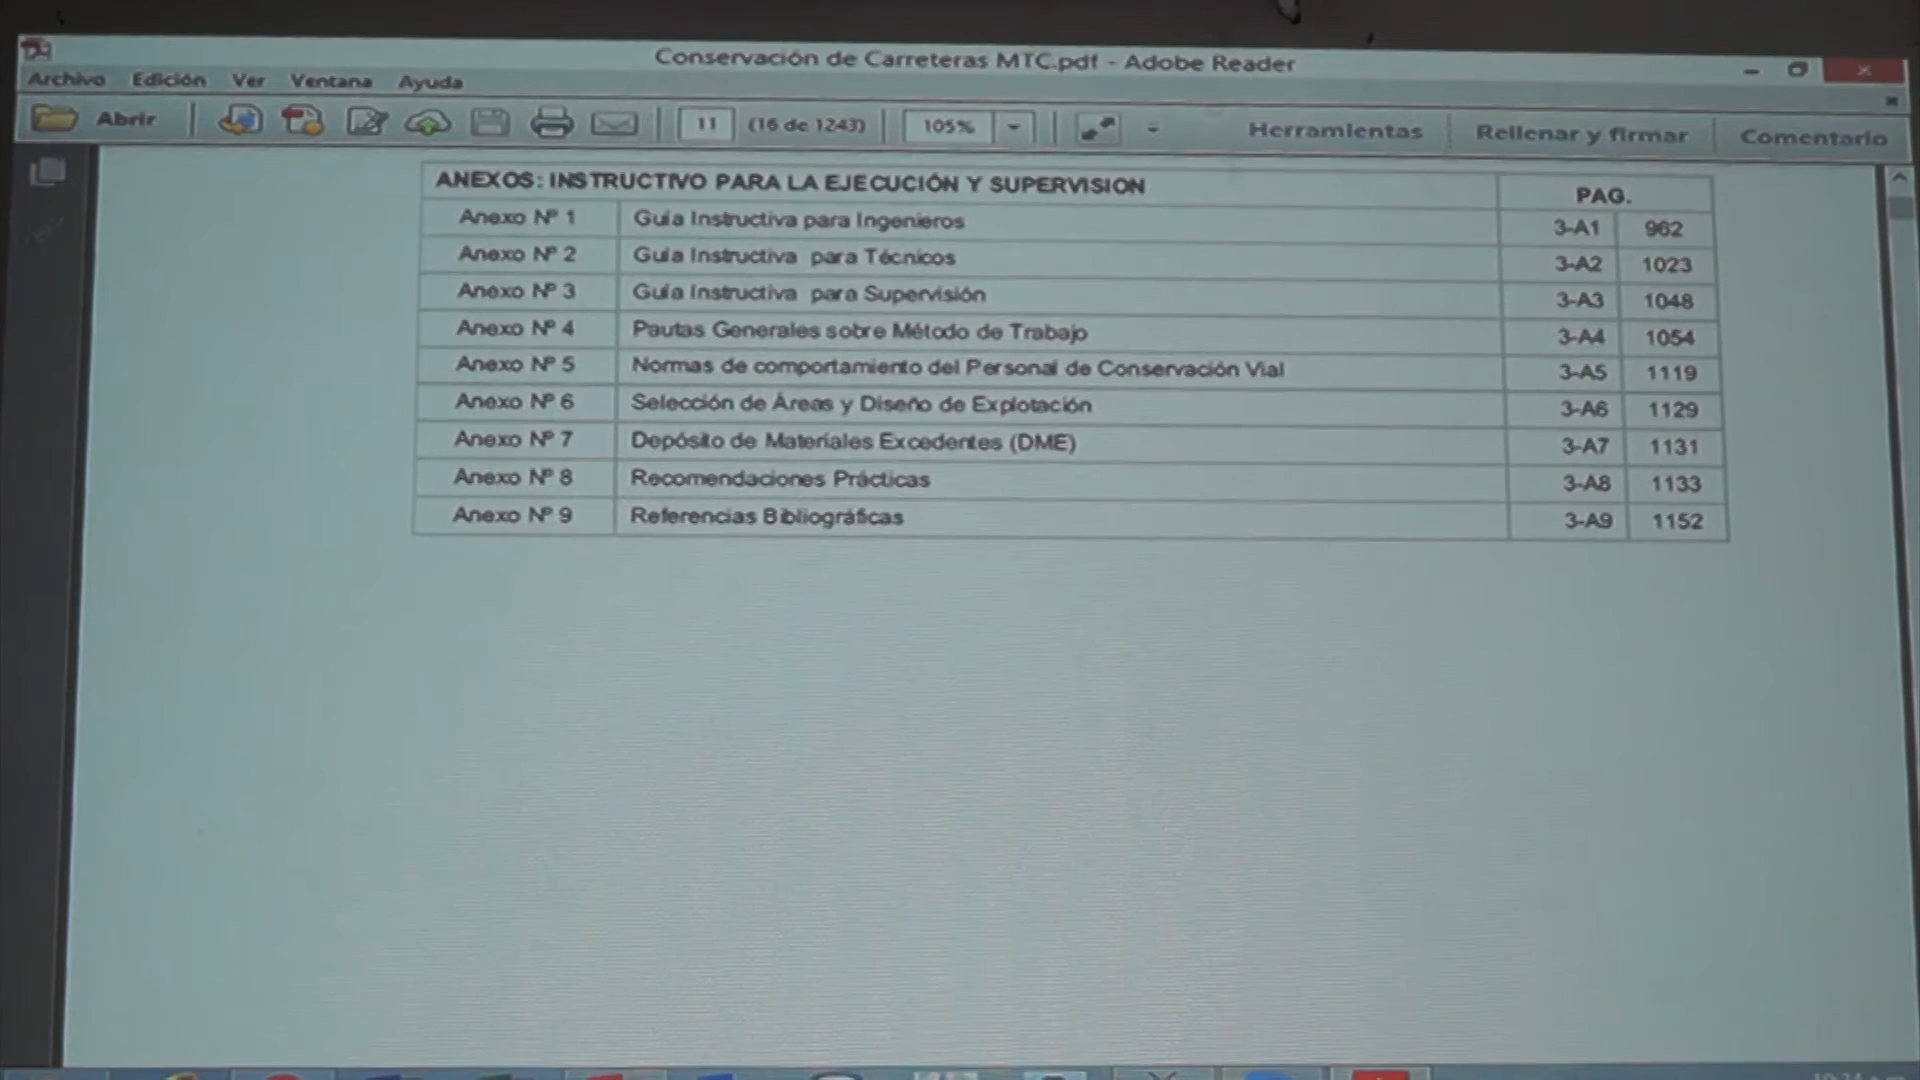 Conservación de Carreteras MTC.pdf - Adobe Reader
Archivo Edición Ver Ventana Ayuda
Abrir 11 (16 de 1243) 105% Herramientas Rellenar y firmar Comentario
ANEXOS: INSTRUCTIVO PARA LA EJECUCIÓN Y SUPERVISION PAG.
Anexo Nº 1 Guía Instructiva para Ingenieros 3-A1 962
Anexo Nº 2 Guía Instructiva para Técnicos 3-A2 1023
Anexo Nº 3 Guía Instructiva para Supervisión 3-A3 1048
Anexo Nº 4 Pautas Generales sobre Método de Trabajo 3-A4 1054
Anexo Nº 5 Normas de comportamiento del Personal de Conservación Vial 3-A5 1119
Anexo Nº 6 Selección de Áreas y Diseño de Explotación 3-A6 1129
Anexo Nº 7 Depósito de Materiales Excedentes (DME) 3-A7 1131
Anexo Nº 8 Recomendaciones Prácticas 3-A8 1133
Anexo Nº 9 Referencias Bibliográficas 3-A9 1152